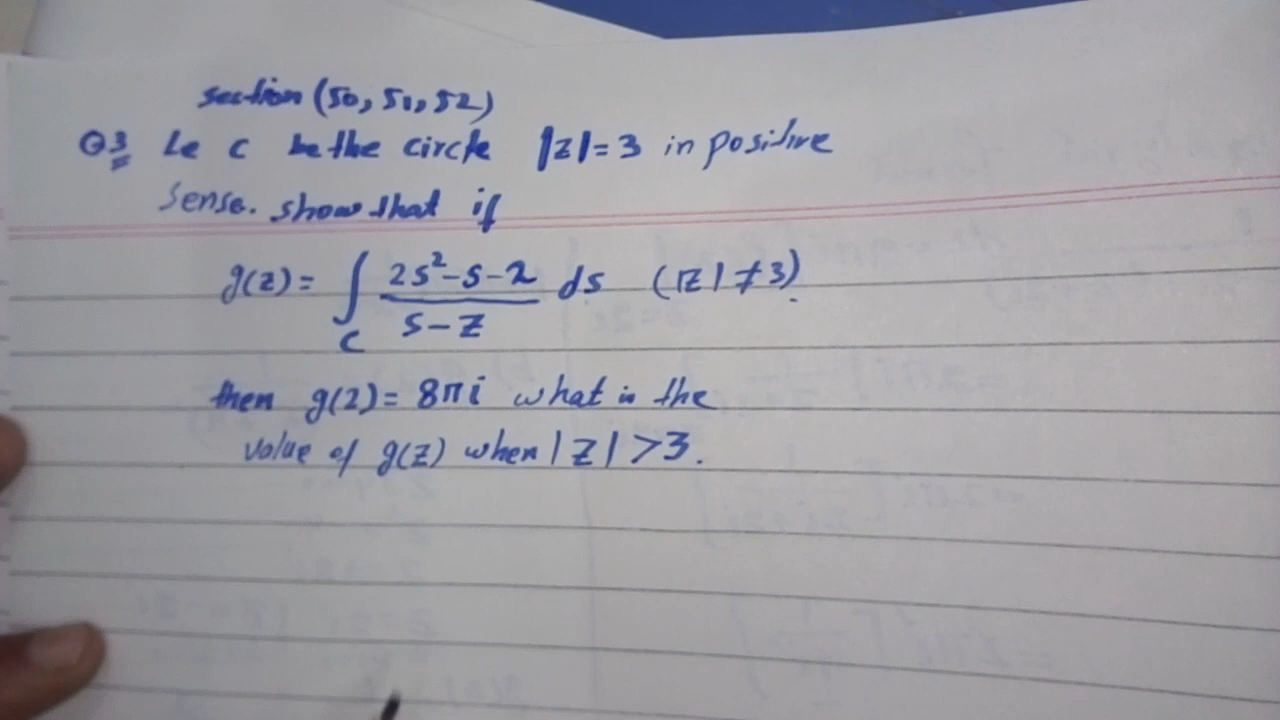 section (50, 51, 52)
Q3 Le C be the circle |z|=3 in positive
Sense. show that if
g(z) = ∫_C (2s²-s-2)/(s-z) ds (|z| ≠ 3).
then g(2) = 8πi what is the
value of g(z) when |z| >3.